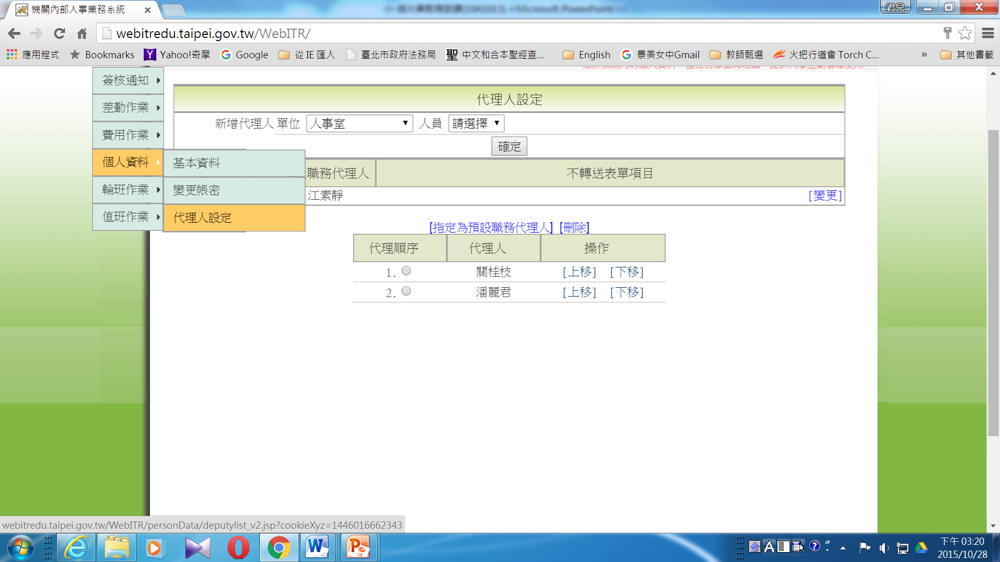 機關內部人事業務系統
君兒
webitredu.taipei.gov.tw/WebITR/
應用程式 Bookmarks Yahoo!奇摩 Google 從 IE 匯入 臺北市政府法務局 中文和合本聖經查... English 景美女中Gmail 教師甄選 火把行道會 Torch C... » 其他書籤
簽核通知
差勤作業
費用作業
個人資料
輪班作業
值班作業
基本資料
變更帳密
代理人設定
代理人設定
新增代理人 單位 人事室 人員 請選擇
確定
職務代理人 不轉送表單項目
江素靜 [變更]
[指定為預設職務代理人] [刪除]
代理順序 代理人 操作
1. 關桂枝 [上移] [下移]
2. 潘麗君 [上移] [下移]
webitredu.taipei.gov.tw/WebITR/personData/deputylist_v2.jsp?cookieXyz=1446016662343
下午 03:20
2015/10/28